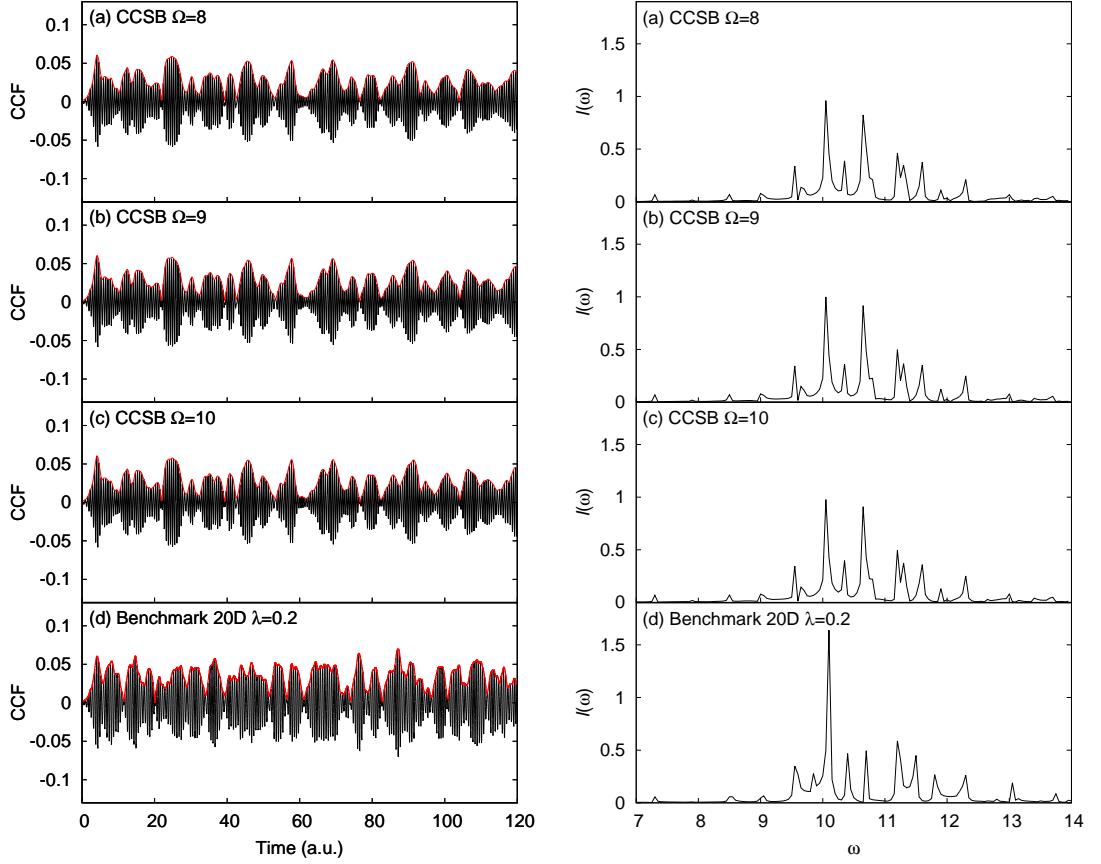 (a) CCSB Ω=8
0.1
0.05
0
-0.05
-0.1
CCF
(b) CCSB Ω=9
0.1
0.05
0
-0.05
-0.1
CCF
(c) CCSB Ω=10
0.1
0.05
0
-0.05
-0.1
CCF
(d) Benchmark 20D λ=0.2
0.1
0.05
0
-0.05
-0.1
CCF
0 20 40 60 80 100 120
Time (a.u.)
(a) CCSB Ω=8
1.5
1
0.5
0
I(ω)
(b) CCSB Ω=9
1.5
1
0.5
0
I(ω)
(c) CCSB Ω=10
1.5
1
0.5
0
I(ω)
(d) Benchmark 20D λ=0.2
1.5
1
0.5
0
I(ω)
7 8 9 10 11 12 13 14
ω